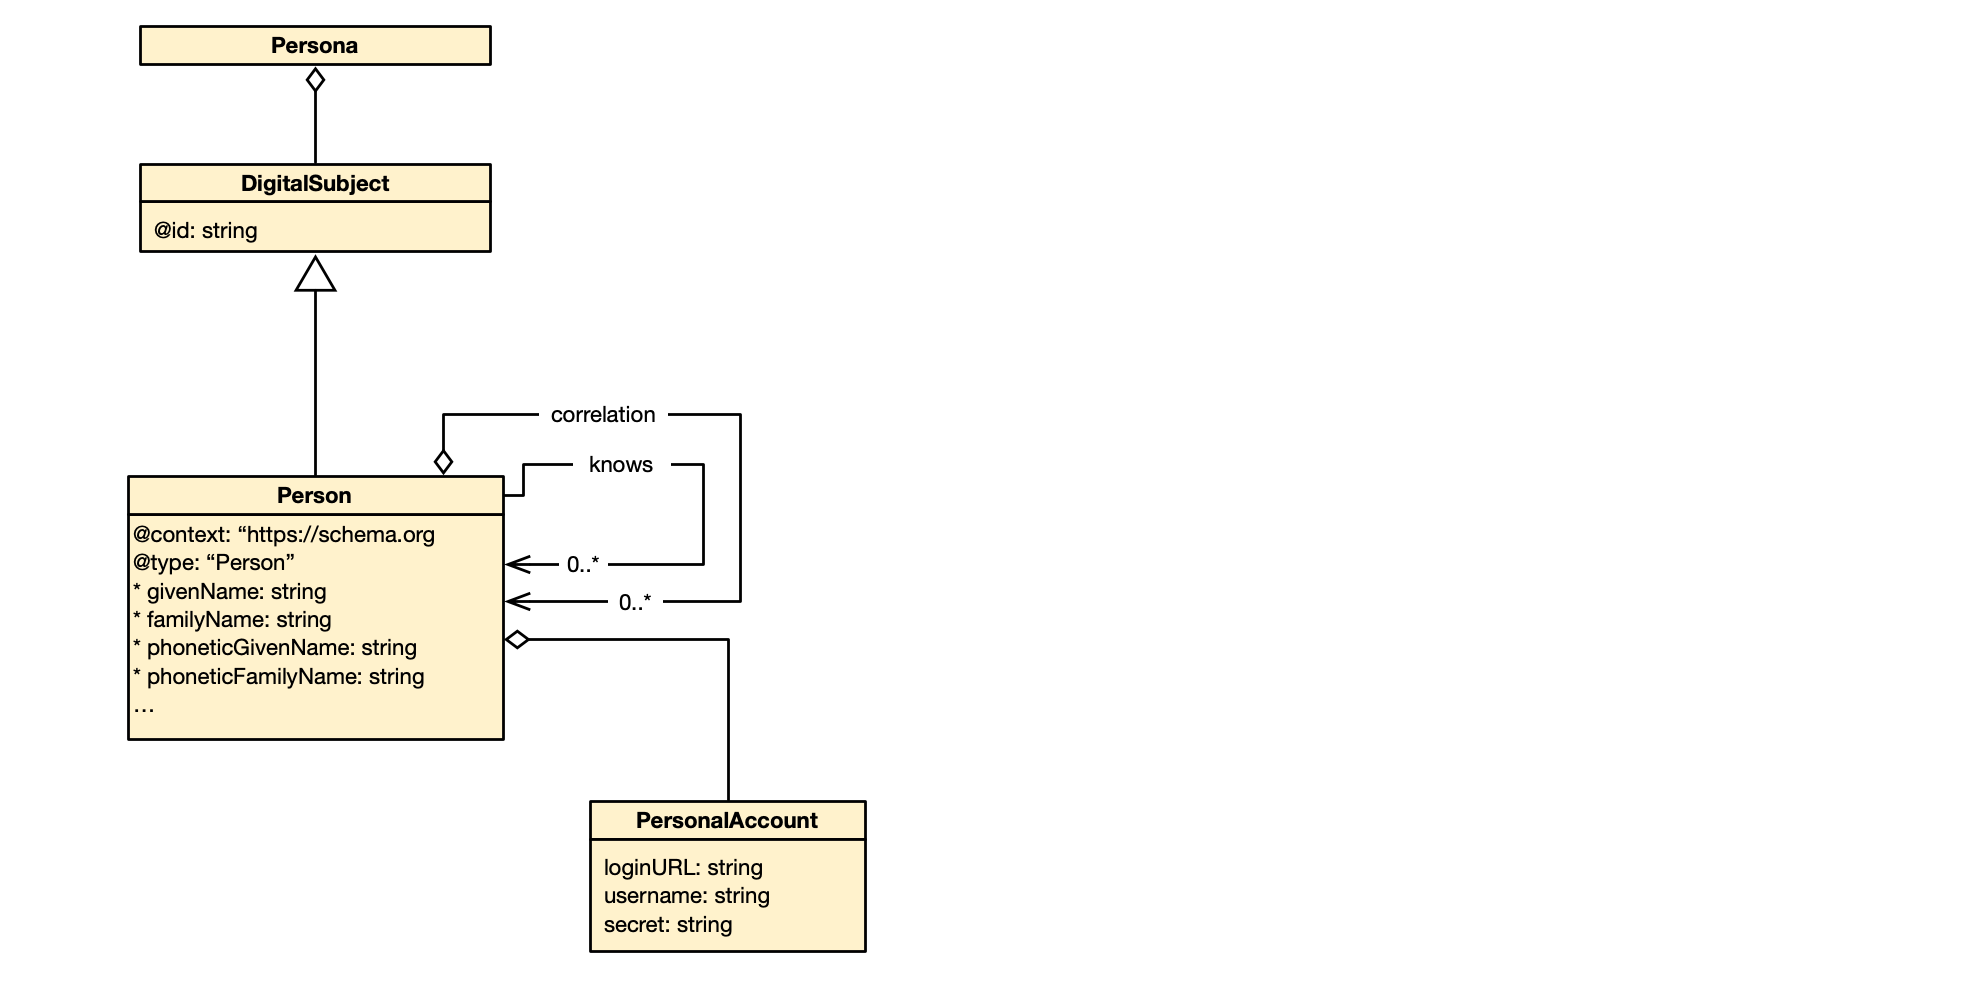 Persona
DigitalSubject
@id: string
correlation
knows
Person
@context: “https://schema.org
@type: “Person”
0..*
* givenName: string
0..*
* familyName: string
* phoneticGivenName: string
* phoneticFamilyName: string
...
PersonalAccount
loginURL: string
username: string
secret: string